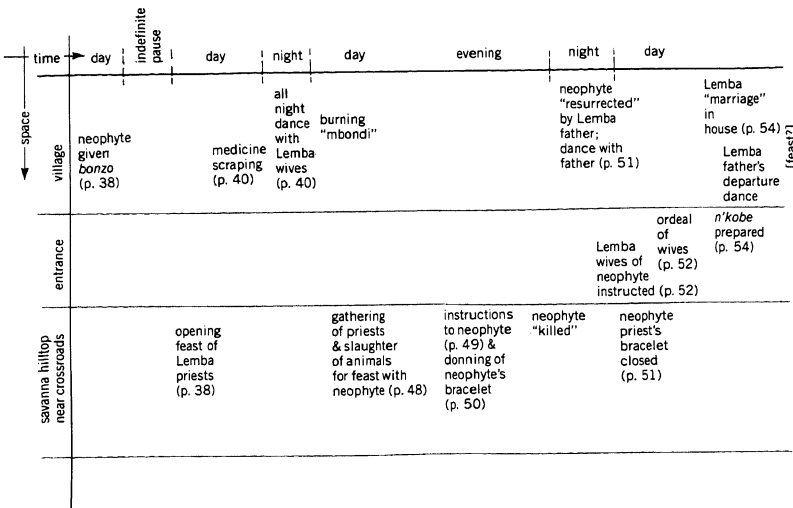 time
day
indefinite
pause
day
night
day
evening
night
day
space
village
neophyte
given
bonzo
(p. 38)
medicine
scraping
(p. 40)
all
night
dance
with
Lemba
wives
(p. 40)
burning
"mbondi"
neophyte
"resurrected"
by Lemba
father;
dance with
father (p. 51)
Lemba
"marriage"
in
house (p. 54)
Lemba
father's
departure
dance
[feast?]
entrance
Lemba
wives of
neophyte
instructed (p. 52)
ordeal
of
wives
(p. 52)
n'kobe
prepared
(p. 54)
savanna hilltop
near crossroads
opening
feast of
Lemba
priests
(p. 38)
gathering
of priests
& slaughter
of animals
for feast with
neophyte (p. 48)
instructions
to neophyte
(p. 49) &
donning of
neophyte's
bracelet
(p. 50)
neophyte
"killed"
neophyte
priest's
bracelet
closed
(p. 51)